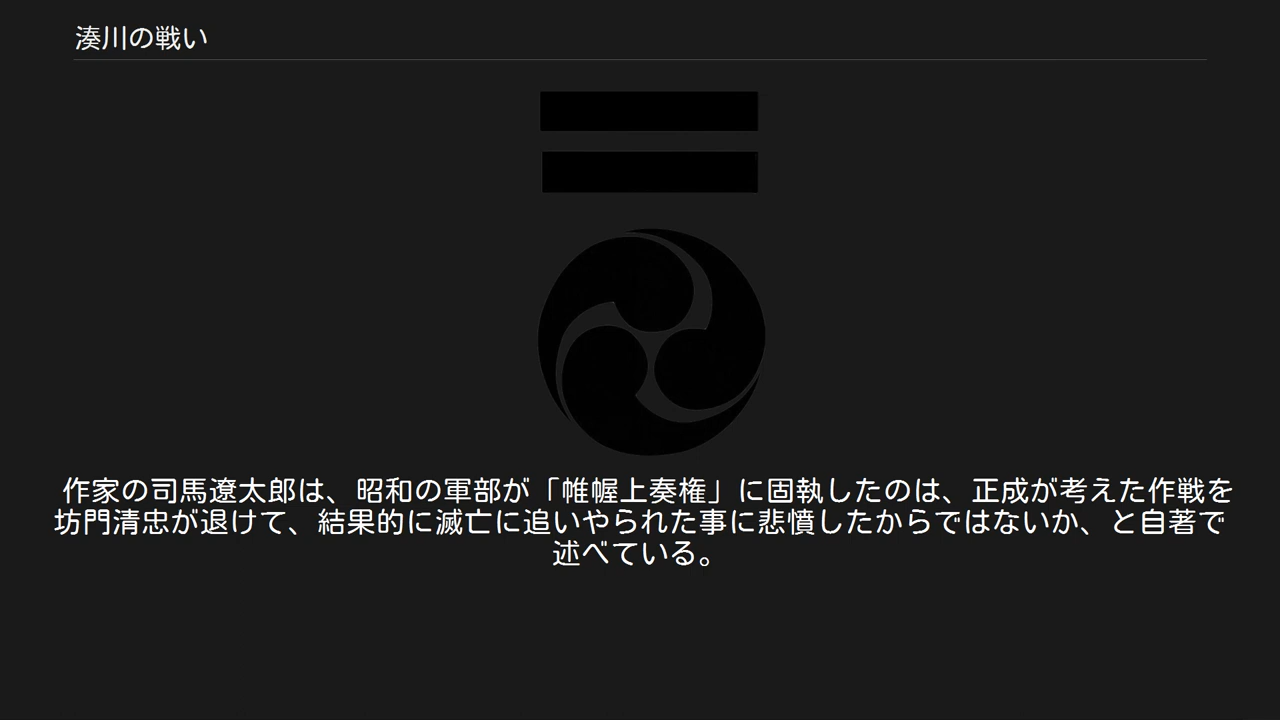 湊川の戦い
作家の司馬遼太郎は、昭和の軍部が「帷幄上奏権」に固執したのは、正成が考えた作戦を
坊門清忠が退けて、結果的に滅亡に追いやられた事に悲憤したからではないか、と自著で
述べている。